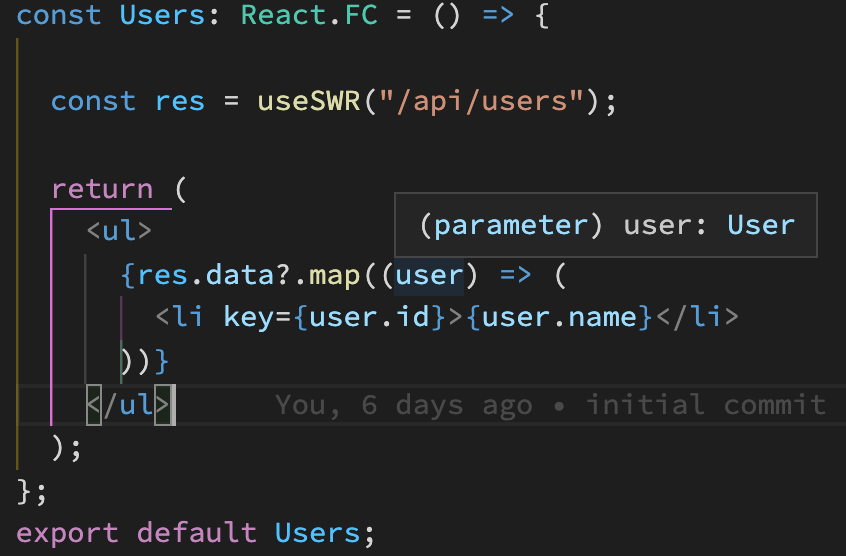 const Users: React.FC = () => {
const res = useSWR("/api/users");
return (
<ul>
(parameter) user: User
{res.data?.map((user) => (
<li key={user.id}>{user.name}</li>
))}
</ul> You, 6 days ago • initial commit
);
};
export default Users;